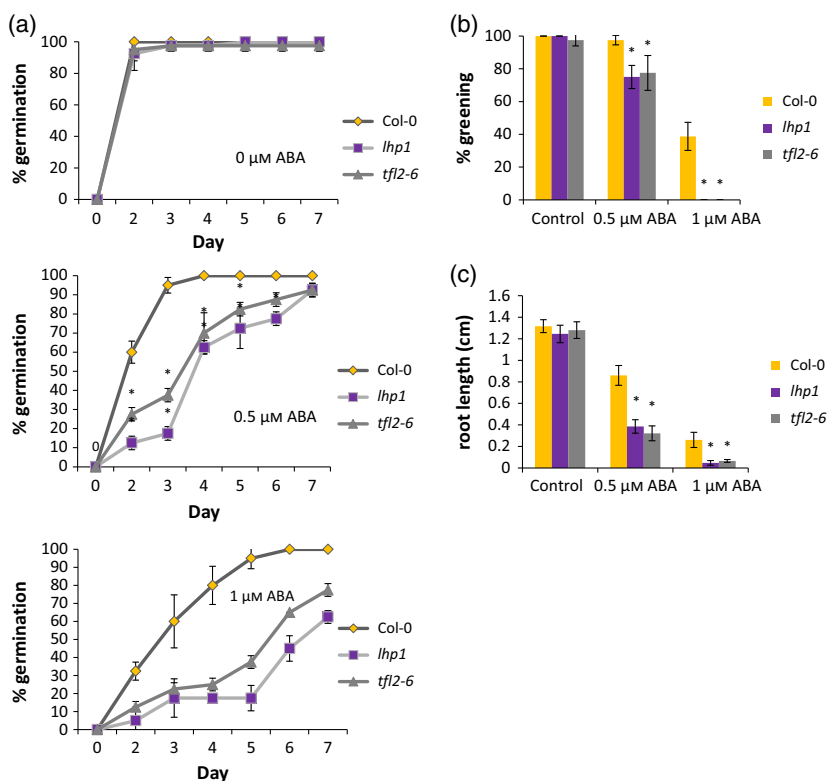 (a)
% germination
100
80
60
40
20
0
0 2 3 4 5 6 7
Day
0 μM ABA
Col-0
lhp1
tfl2-6
% germination
100
90
80
70
60
50
40
30
20
10
0
0
* * * * * * * * *
0 2 3 4 5 6 7
Day
0.5 μM ABA
Col-0
lhp1
tfl2-6
% germination
100
90
80
70
60
50
40
30
20
10
0
0 2 3 4 5 6 7
Day
1 μM ABA
Col-0
lhp1
tfl2-6
(b)
% greening
100
80
60
40
20
0
* *
* *
Control 0.5 μM ABA 1 μM ABA
Col-0
lhp1
tfl2-6
(c)
root length (cm)
1.6
1.4
1.2
1
0.8
0.6
0.4
0.2
0
* *
* *
Control 0.5 μM ABA 1 μM ABA
Col-0
lhp1
tfl2-6